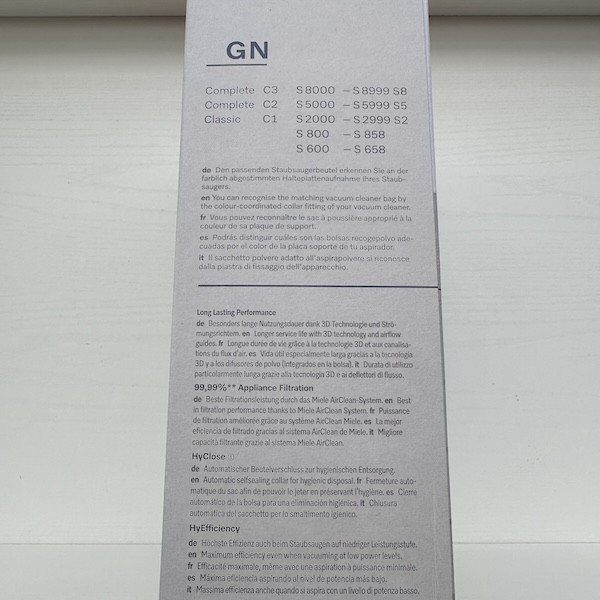 GN
Complete C3 S 8000 – S 8999 S8
Complete C2 S 5000 – S 5999 S5
Classic C1 S 2000 – S 2999 S2
S 800 – S 858
S 600 – S 658
de Den passenden Staubsaugerbeutel erkennen Sie an der
farblich abgestimmten Halteplattenaufnahme Ihres Staub-
saugers.
en You can recognise the matching vacuum cleaner bag by
the colour-coordinated collar fitting of your vacuum cleaner.
fr Vous pouvez reconnaître le sac à poussière approprié à la
couleur de sa plaque de support.
es Podrás distinguir cuáles son las bolsas recogepolvo ade-
cuadas por el color de la placa soporte de tu aspirador.
it Il sacchetto polvere adatto all'aspirapolvere si riconosce
dalla piastra di fissaggio dell'apparecchio.
Long Lasting Performance
de Besonders lange Nutzungsdauer dank 3D Technologie und Strö-
mungsrichtern. en Longer service life with 3D technology and airflow
guides. fr Longue durée de vie grâce à la technologie 3D et aux canalisa-
tions du flux d'air. es Vida útil especialmente larga gracias a la tecnología
3D y a los difusores de polvo (integrados en la bolsa). it Durata di utilizzo
particolarmente lunga grazie alla tecnologia 3D e ai deflettori di flusso.
99,99%** Appliance Filtration
de Beste Filtrationsleistung durch das Miele AirClean-System. en Best
in filtration performance thanks to Miele AirClean System. fr Puissance
de filtration améliorée grâce au système AirClean Miele. es La mejor
eficiencia de filtrado gracias al sistema AirClean de Miele. it Migliore
capacità filtrante grazie al sistema Miele AirClean.
HyClose
de Automatischer Beutelverschluss zur hygienischen Entsorgung.
en Automatic selfsealing collar for hygienic disposal. fr Fermeture auto-
matique du sac afin de pouvoir le jeter en préservant l'hygiène. es Cierre
automático de la bolsa para una eliminación higiénica. it Chiusura
automatica del sacchetto per lo smaltimento igienico.
HyEfficiency
de Höchste Effizienz auch beim Staubsaugen auf niedriger Leistungsstufe.
en Maximum efficiency even when vacuuming at low power levels.
fr Efficacité maximale, même avec une aspiration à puissance minimale.
es Máxima eficiencia aspirando al nivel de potencia más bajo.
it Massima efficienza anche quando si aspira con un livello di potenza basso.